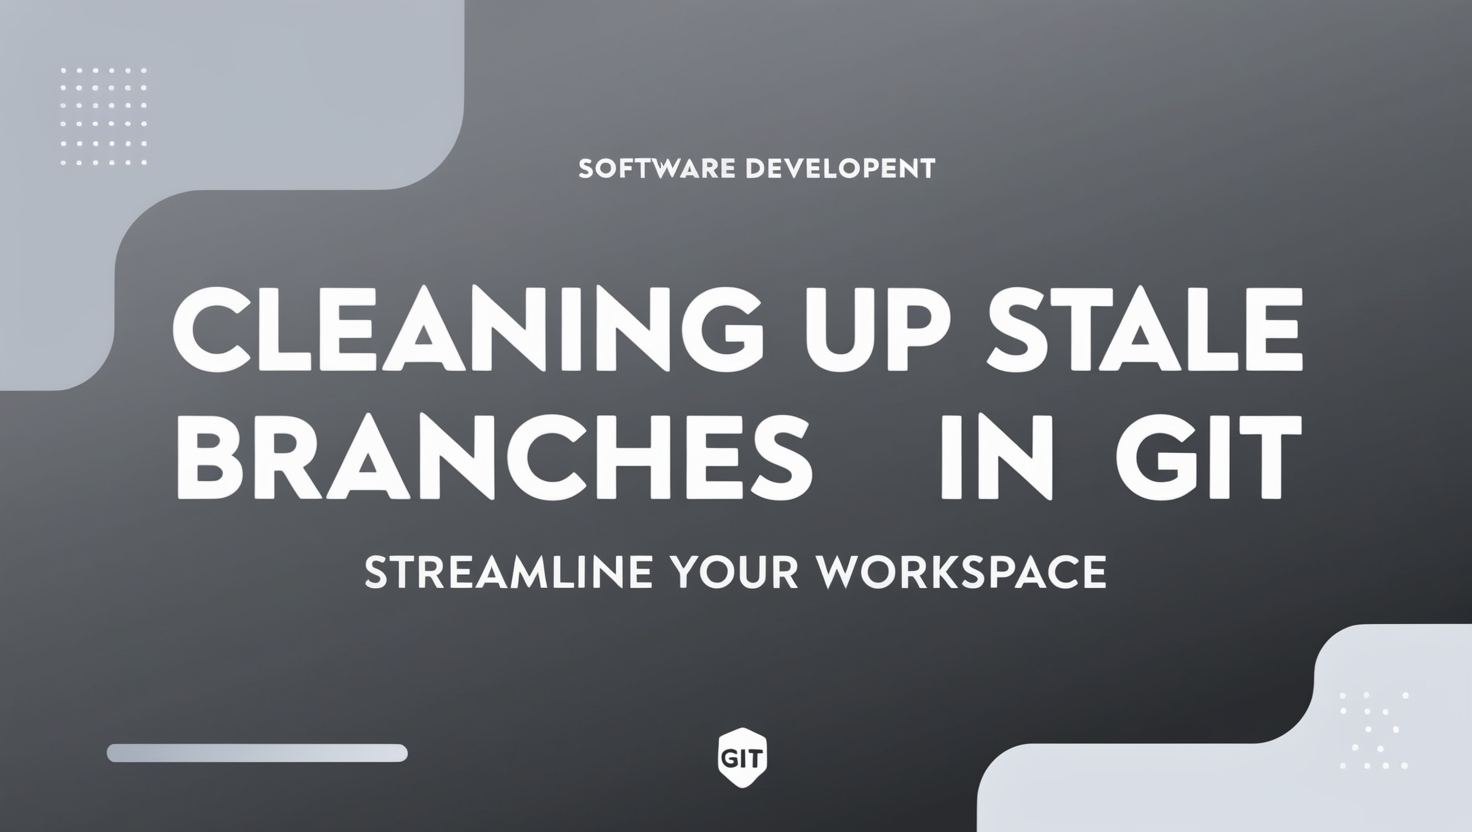 SOFTWARE DEVELOPENT
CLEANING UP STALE
BRANCHES IN GIT
STREAMLINE YOUR WORKSPACE
GIT